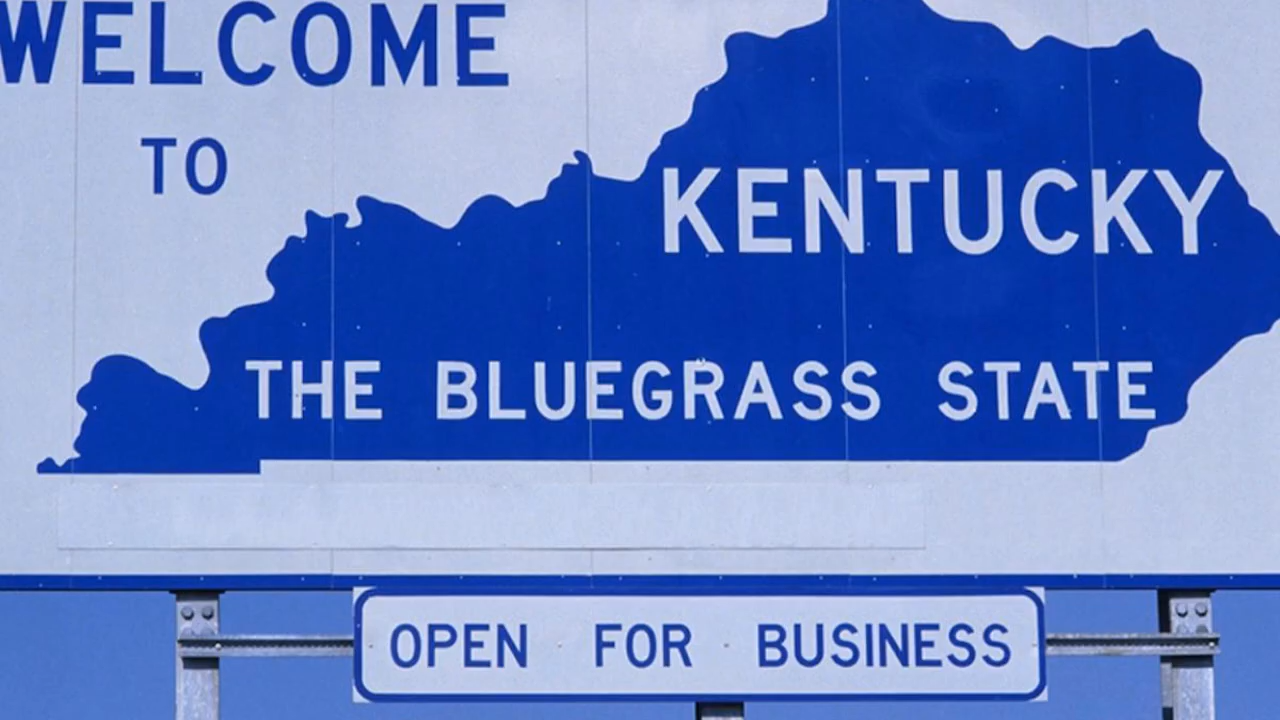 WELCOME
TO
KENTUCKY
THE BLUEGRASS STATE
OPEN FOR BUSINESS